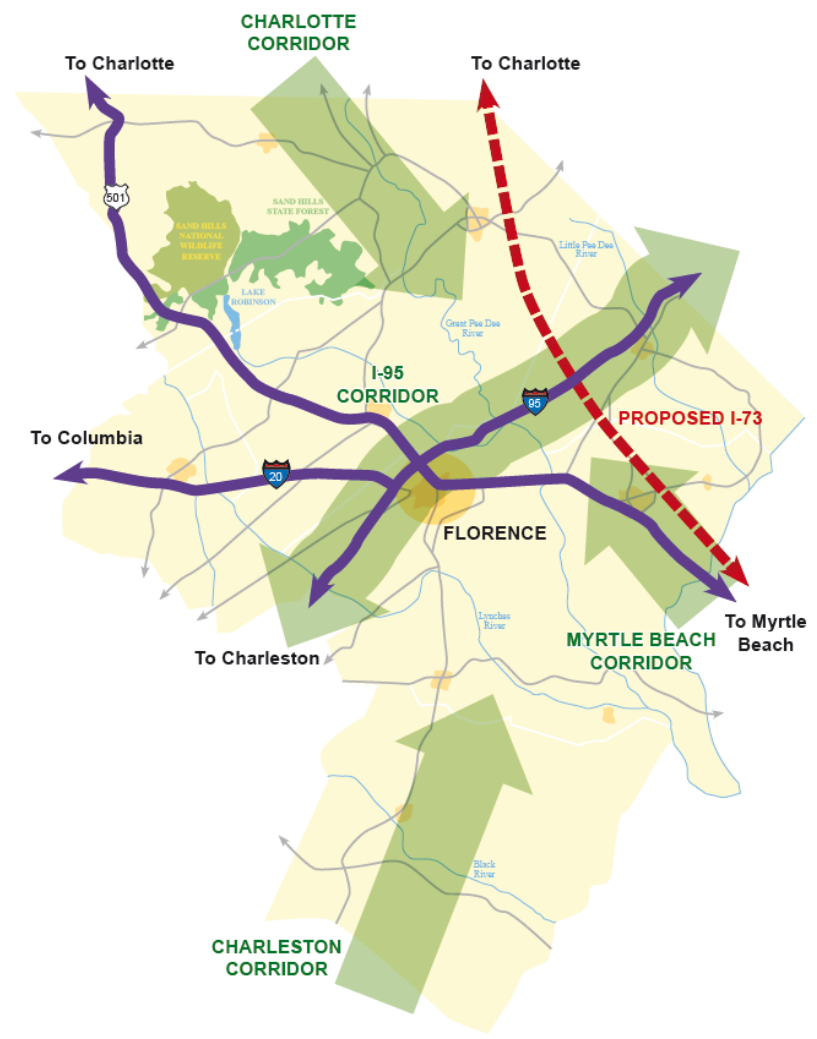 CHARLOTTE
CORRIDOR
To Charlotte
To Charlotte
501
SAND HILLS
STATE FOREST
SAND HILLS
NATIONAL
WILDLIFE
RESERVE
Little Pee Dee
River
LAKE
ROBINSON
Great Pee Dee
River
I-95
CORRIDOR
95
PROPOSED I-73
To Columbia
20
FLORENCE
Lynches
River
To Myrtle
Beach
MYRTLE BEACH
CORRIDOR
To Charleston
Black
River
CHARLESTON
CORRIDOR